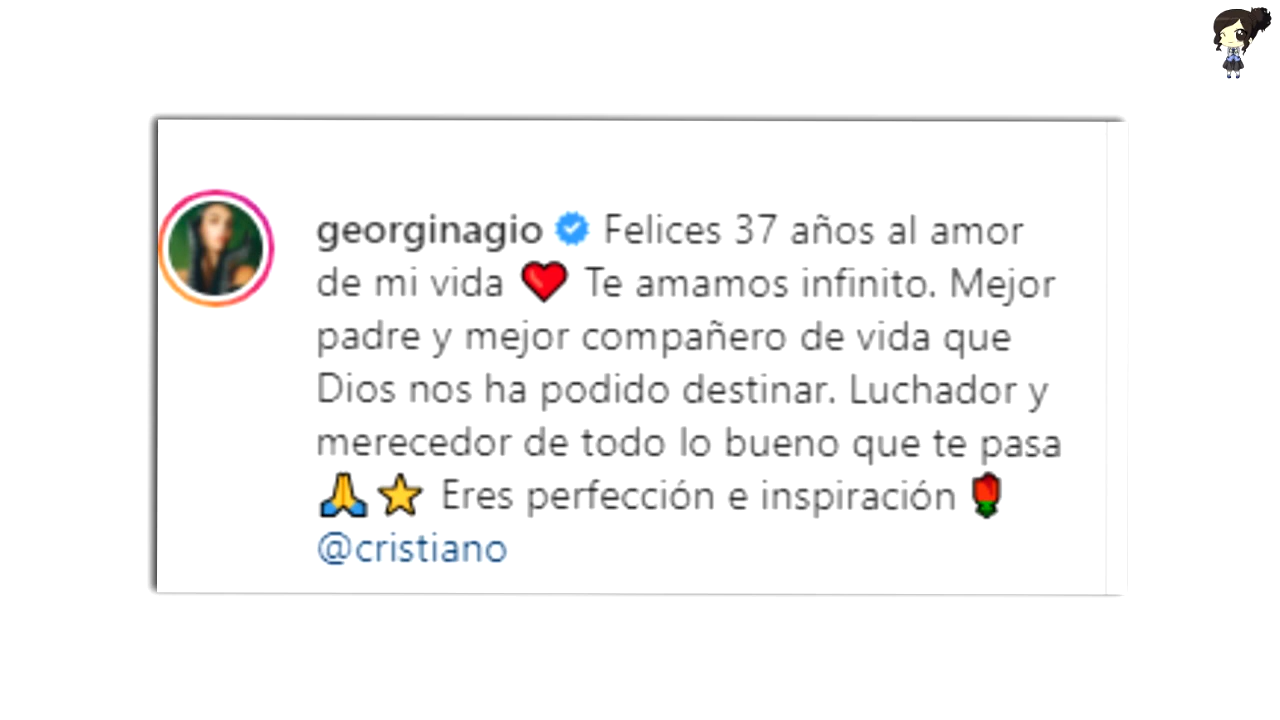 georginagio Felices 37 años al amor
de mi vida ❤️ Te amamos infinito. Mejor
padre y mejor compañero de vida que
Dios nos ha podido destinar. Luchador y
merecedor de todo lo bueno que te pasa
🙏⭐ Eres perfección e inspiración 🌹
@cristiano